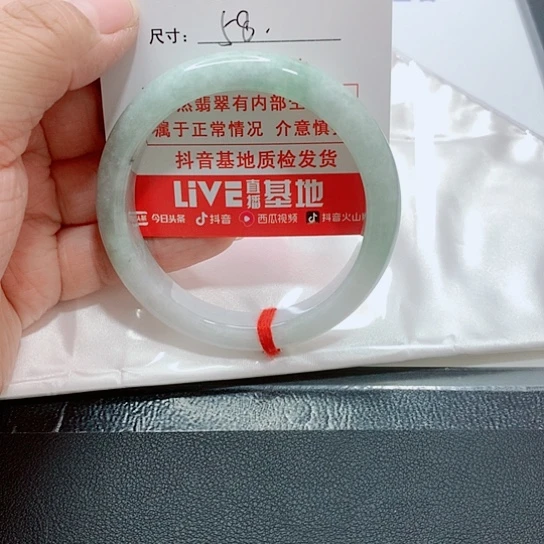 尺寸: 58.
然翡翠有内部生
属于正常情况 介意慎
抖音基地质检发货
LiVE直播基地
今日头条 抖音 西瓜视频 抖音火山